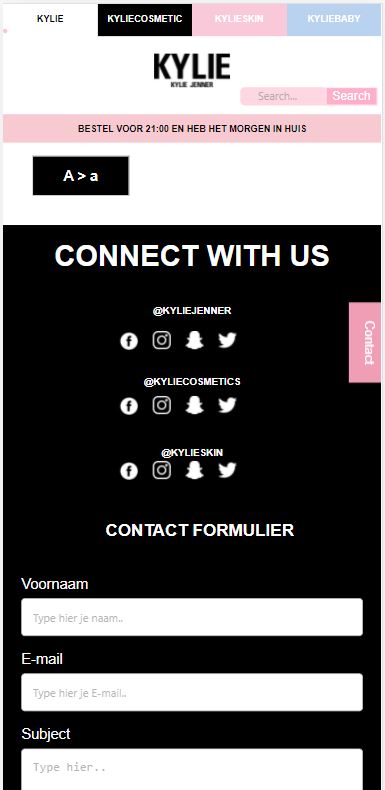 KYLIE KYLIECOSMETIC KYLIESKIN KYLIEBABY
KYLIE
KYLIE JENNER
Search... Search
BESTEL VOOR 21:00 EN HEB HET MORGEN IN HUIS
A > a
CONNECT WITH US
@KYLIEJENNER
Contact
@KYLIECOSMETICS
@KYLIESKIN
CONTACT FORMULIER
Voornaam
Type hier je naam..
E-mail
Type hier je E-mail..
Subject
Type hier..